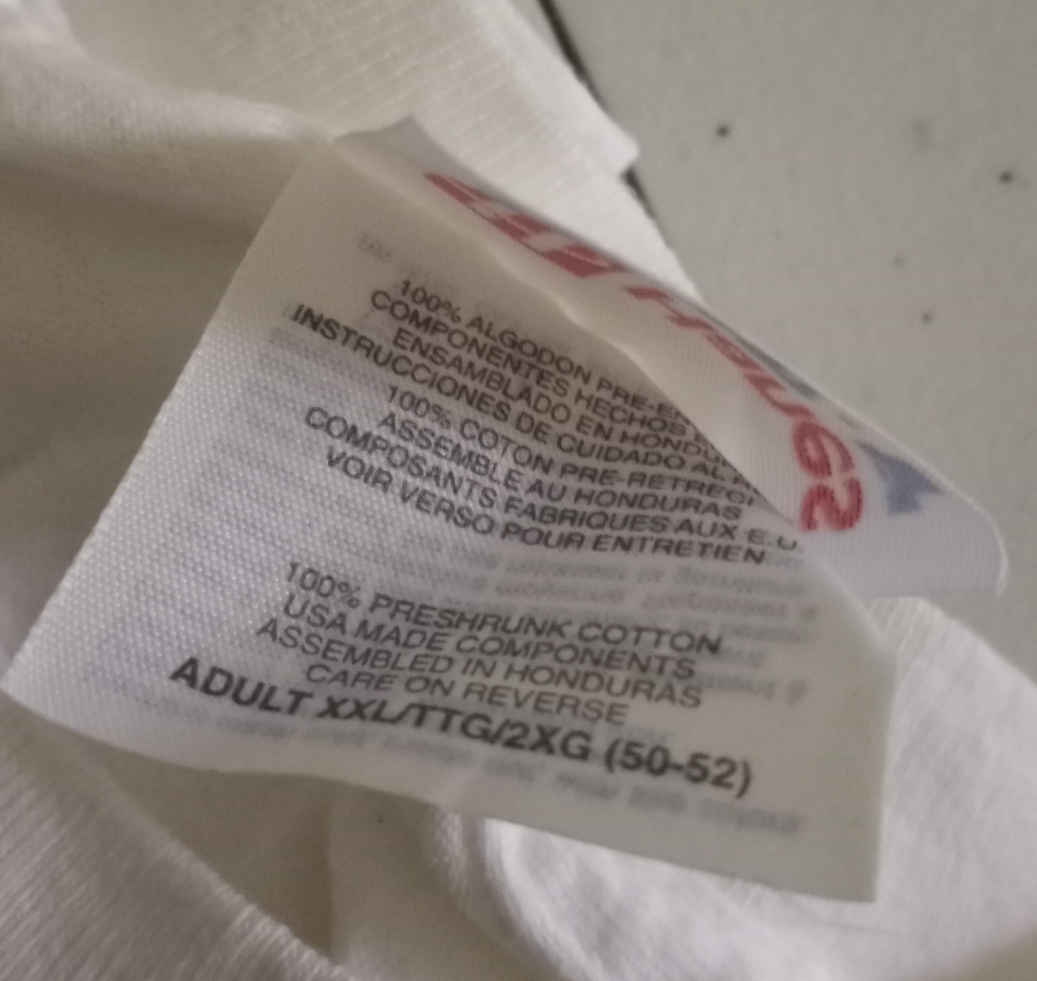 100% ALGODON PRE-E
COMPONENTES HECHOS
ENSAMBLADO EN HONDU
INSTRUCCIONES DE CUIDADO AL
100% COTON PRE-RETRECI
ASSEMBLE AU HONDURAS
COMPOSANTS FABRIQUES AUX E.U.
VOIR VERSO POUR ENTRETIEN
100% PRESHRUNK COTTON
USA MADE COMPONENTS
ASSEMBLED IN HONDURAS
CARE ON REVERSE
ADULT XXL/TTG/2XG (50-52)